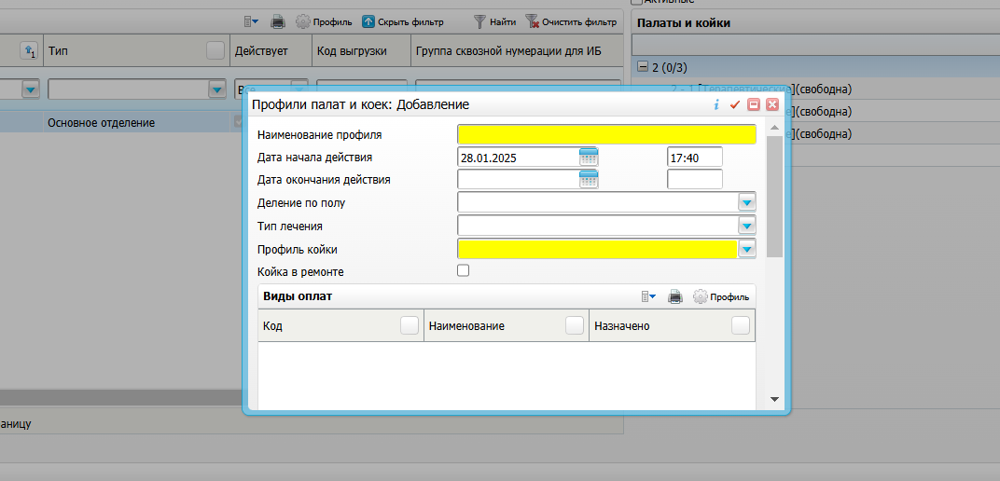 Активные
Профиль Скрыть фильтр Найти Очистить фильтр
Палаты и койки
1 Тип Действует Код выгрузки Группа сквозной нумерации для ИБ
2 (0/3)
Все
2 - 1 [Терапевтические](свободна)
Профили палат и коек: Добавление
](свободна)
Основное отделение
](свободна)
Наименование профиля
Дата начала действия 28.01.2025 17:40
Дата окончания действия
Деление по полу
Тип лечения
Профиль койки
Койка в ремонте
Виды оплат Профиль
Код Наименование Назначено
аницу